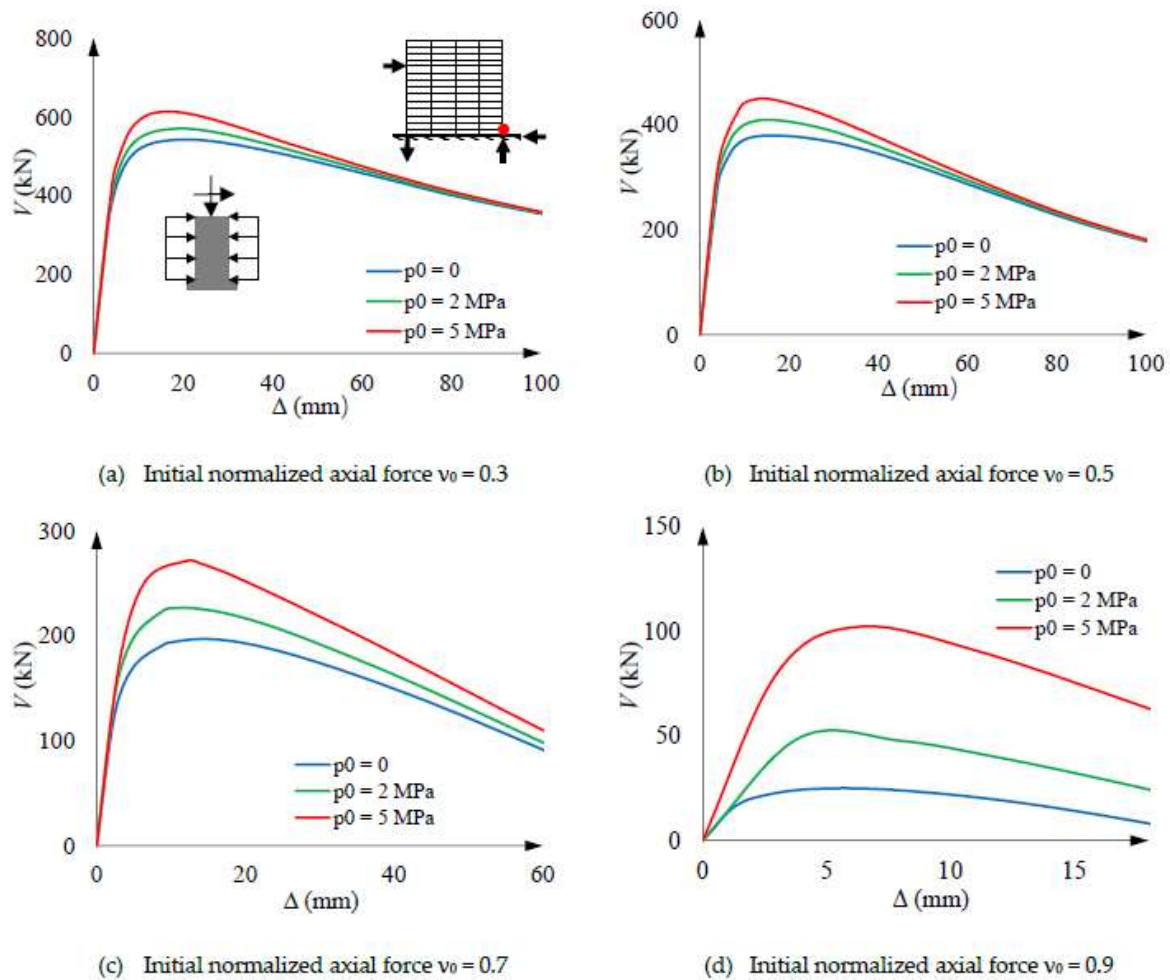 800
600
400
200
0
V (kN)
p0 = 0
p0 = 2 MPa
p0 = 5 MPa
0 20 40 60 80 100
Δ (mm)
(a) Initial normalized axial force ν₀ = 0.3
600
400
200
0
V (kN)
p0 = 0
p0 = 2 MPa
p0 = 5 MPa
0 20 40 60 80 100
Δ (mm)
(b) Initial normalized axial force ν₀ = 0.5
300
200
100
0
V (kN)
p0 = 0
p0 = 2 MPa
p0 = 5 MPa
0 20 40 60
Δ (mm)
(c) Initial normalized axial force ν₀ = 0.7
150
100
50
0
V (kN)
p0 = 0
p0 = 2 MPa
p0 = 5 MPa
0 5 10 15
Δ (mm)
(d) Initial normalized axial force ν₀ = 0.9